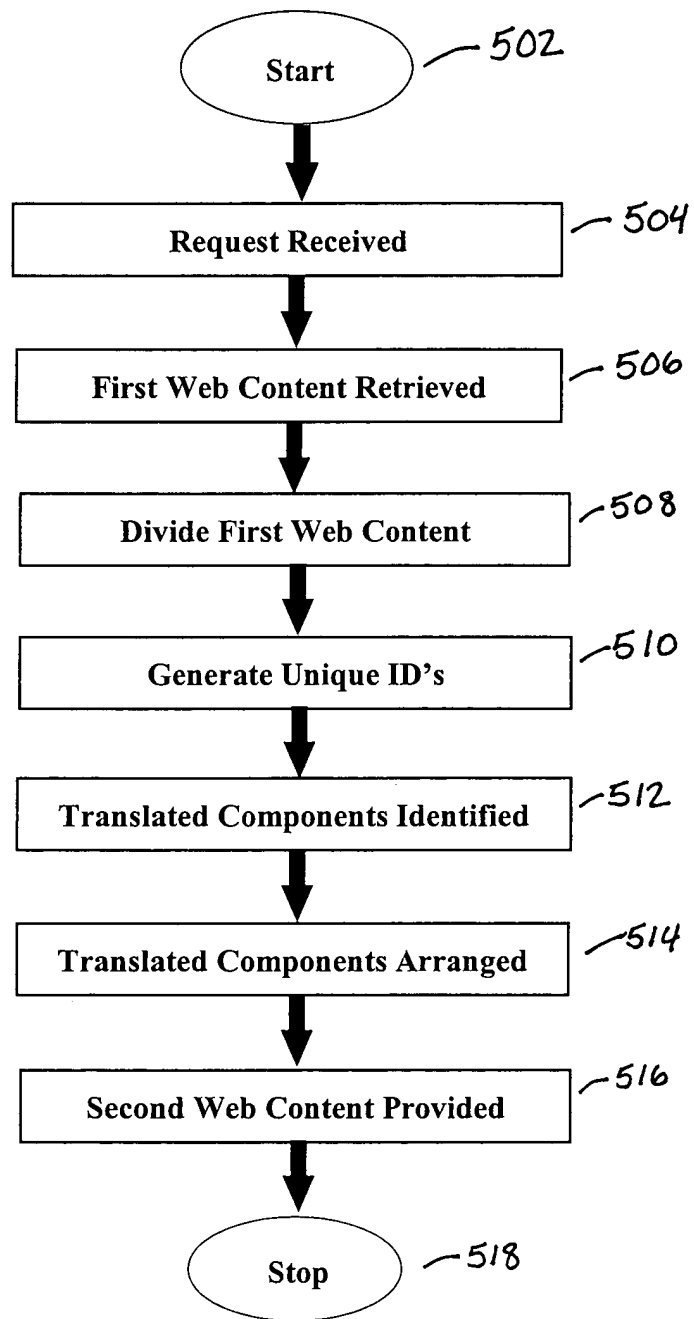 Start
502
Request Received
504
First Web Content Retrieved
506
Divide First Web Content
508
Generate Unique ID’s
510
Translated Components Identified
512
Translated Components Arranged
514
Second Web Content Provided
516
Stop
518